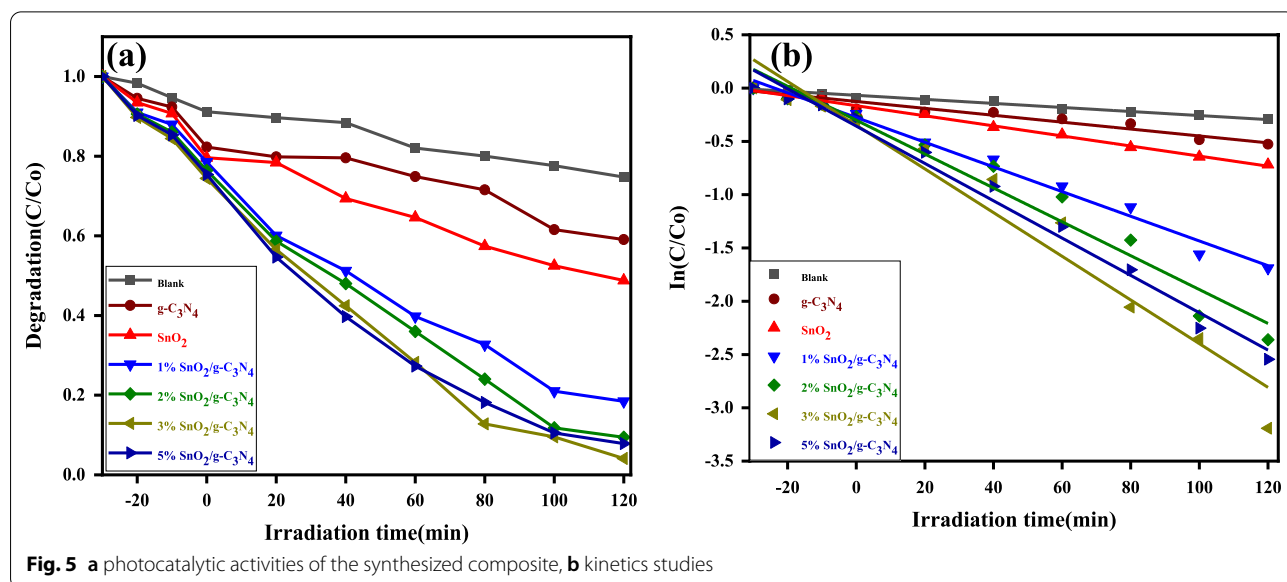 (a)
Degradation(C/Co)
1.0
0.8
0.6
0.4
0.2
0.0
Blank
g-C3N4
SnO2
1% SnO2/g-C3N4
2% SnO2/g-C3N4
3% SnO2/g-C3N4
5% SnO2/g-C3N4
-20 0 20 40 60 80 100 120
Irradiation time(min)
(b)
In(C/Co)
0.5
0.0
-0.5
-1.0
-1.5
-2.0
-2.5
-3.0
-3.5
Blank
g-C3N4
SnO2
1% SnO2/g-C3N4
2% SnO2/g-C3N4
3% SnO2/g-C3N4
5% SnO2/g-C3N4
-20 0 20 40 60 80 100 120
Irradiation time(min)
Fig. 5 a photocatalytic activities of the synthesized composite, b kinetics studies